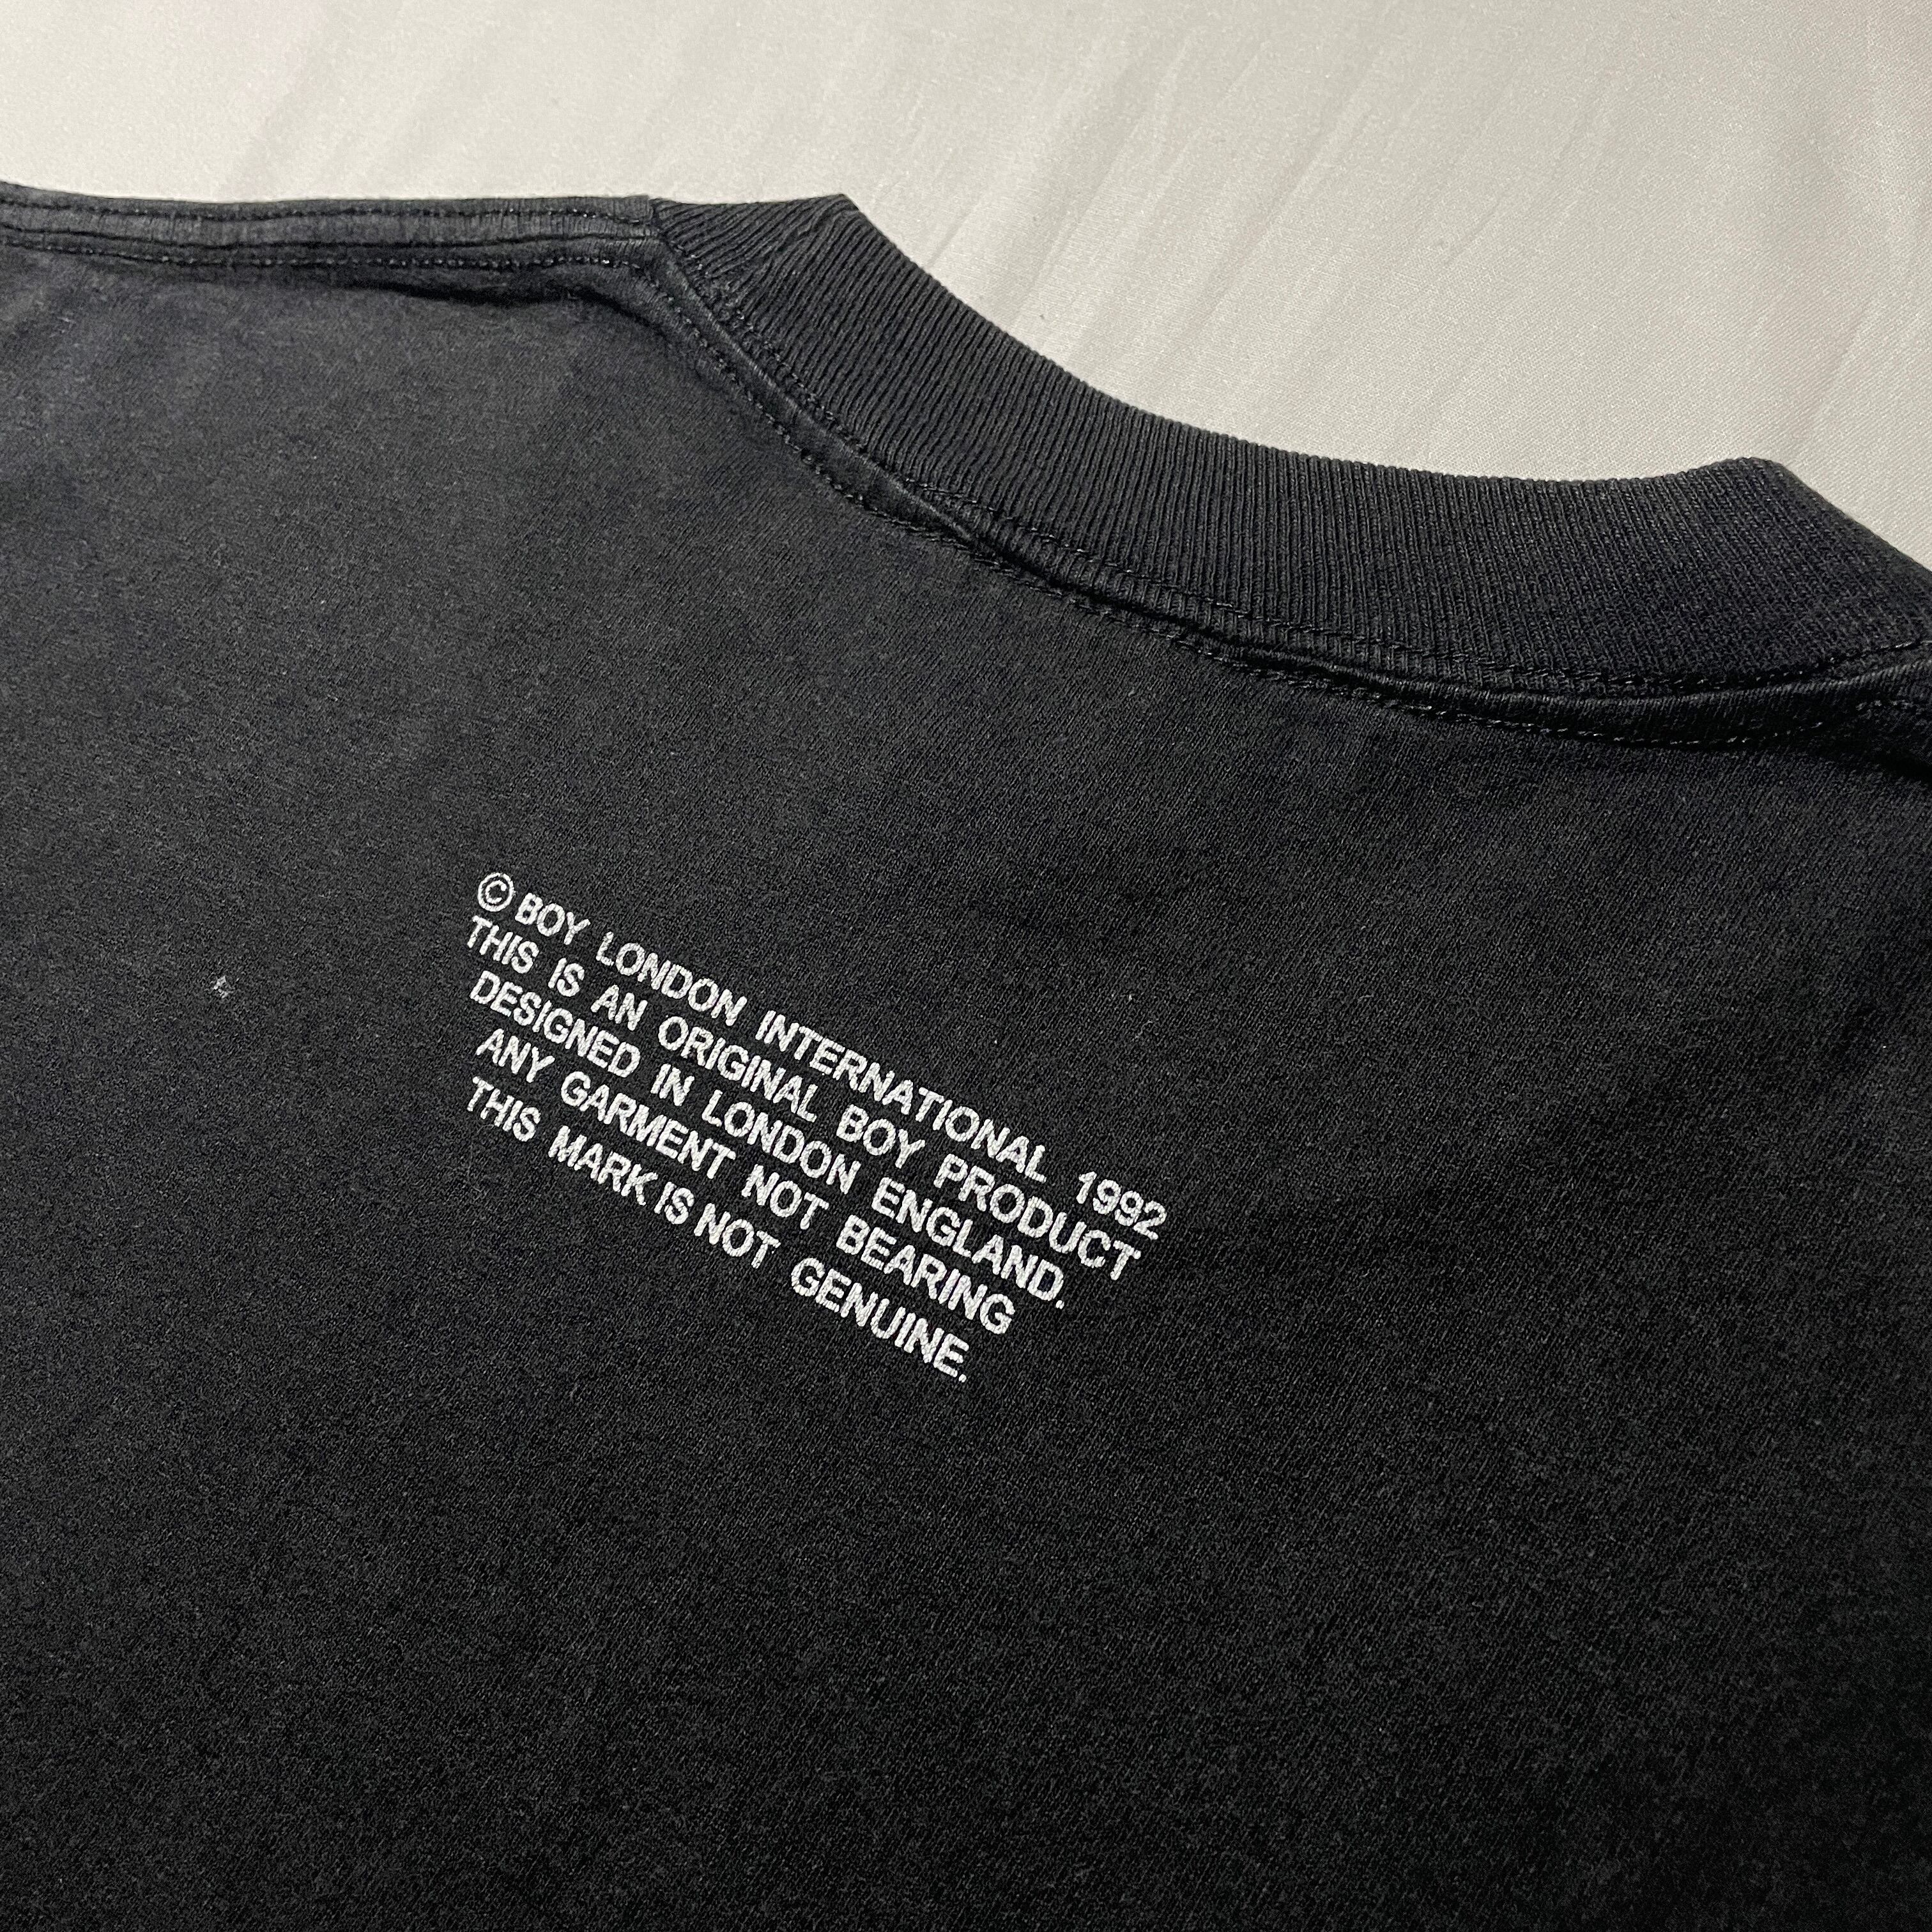 © BOY LONDON INTERNATIONAL 1992
THIS IS AN ORIGINAL BOY PRODUCT
DESIGNED IN LONDON ENGLAND.
ANY GARMENT NOT BEARING
THIS MARK IS NOT GENUINE.